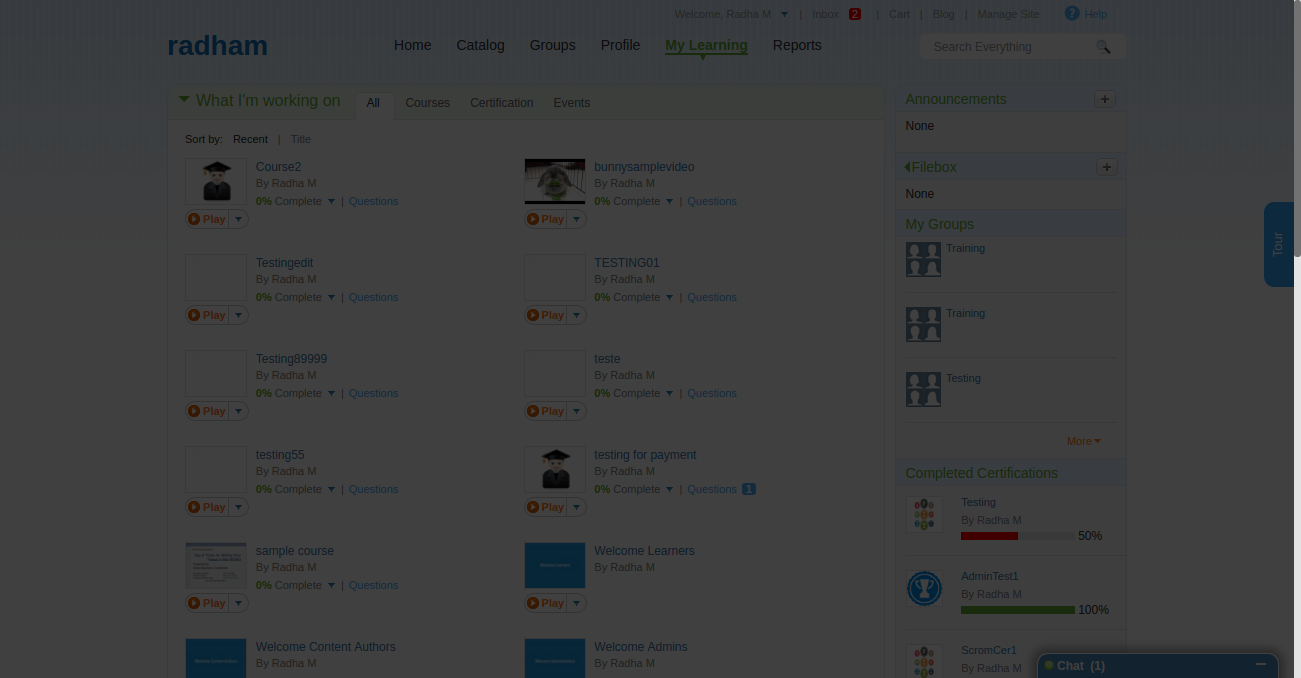 Welcome, Radha M | Inbox 2 | Cart | Blog | Manage Site ? Help
radham
Home Catalog Groups Profile My Learning Reports
Search Everything
What I'm working on All Courses Certification Events
Sort by: Recent | Title
Course2
By Radha M
0% Complete | Questions
Play
bunnysamplevideo
By Radha M
0% Complete | Questions
Play
Testingedit
By Radha M
0% Complete | Questions
Play
TESTING01
By Radha M
0% Complete | Questions
Play
Testing89999
By Radha M
0% Complete | Questions
Play
teste
By Radha M
0% Complete | Questions
Play
testing55
By Radha M
0% Complete | Questions
Play
testing for payment
By Radha M
0% Complete | Questions 1
Play
sample course
By Radha M
0% Complete | Questions
Play
Welcome Learners
By Radha M
Play
Welcome Content Authors
By Radha M
Welcome Admins
By Radha M
Announcements +
None
Filebox +
None
My Groups
Training
Training
Testing
More
Completed Certifications
Testing
By Radha M
50%
AdminTest1
By Radha M
100%
ScromCer1
By Radha M
Tour
Chat (1)